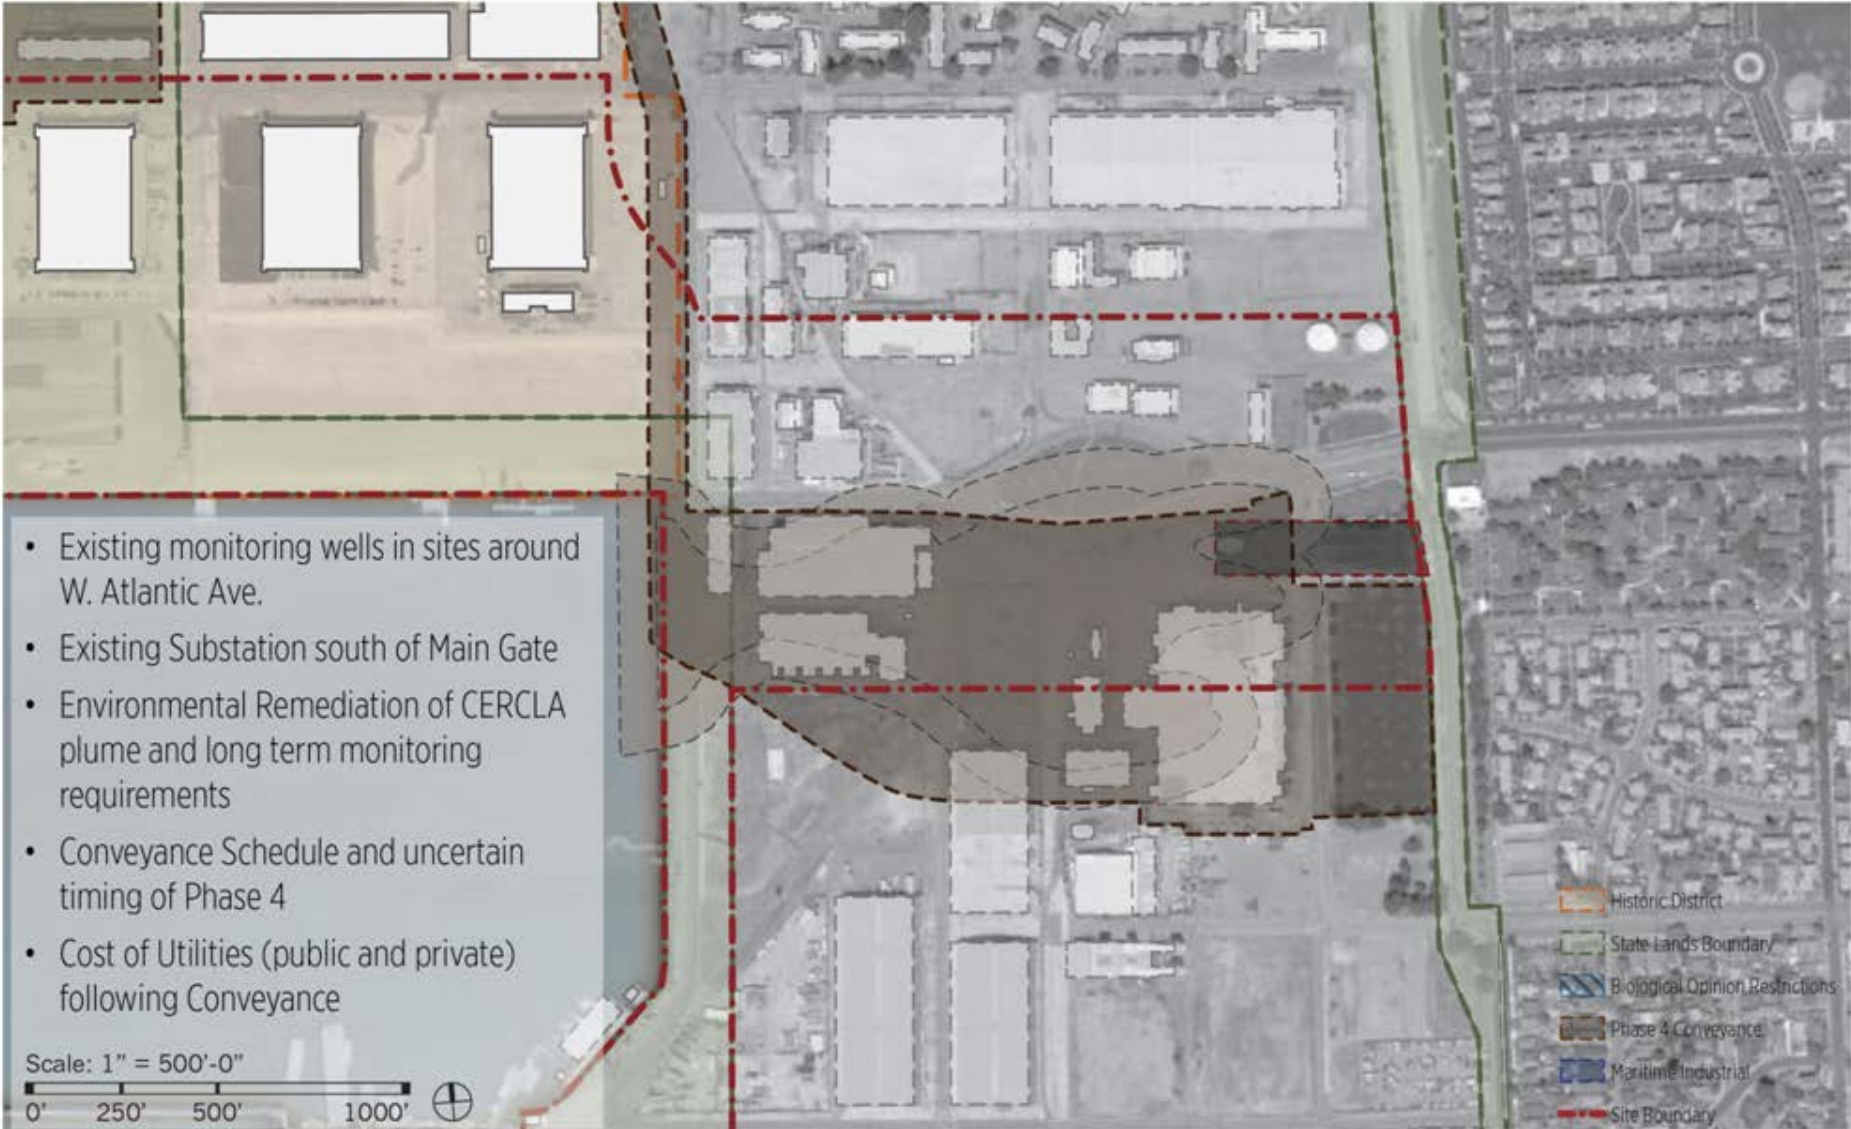 • Existing monitoring wells in sites around
W. Atlantic Ave.
• Existing Substation south of Main Gate
• Environmental Remediation of CERCLA
plume and long term monitoring
requirements
• Conveyance Schedule and uncertain
timing of Phase 4
• Cost of Utilities (public and private)
following Conveyance
Scale: 1" = 500'-0"
0' 250' 500' 1000'
Historic District
State Lands Boundary
Biological Opinion Restrictions
Phase 4 Conveyance
Maritime Industrial
Site Boundary